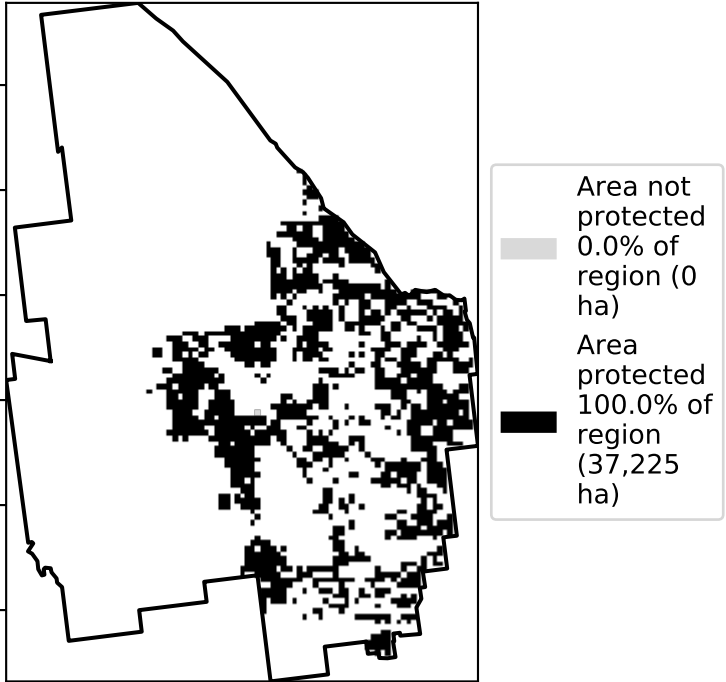 Area not
protected
0.0% of
region (0
ha)
Area
protected
100.0% of
region
(37,225
ha)